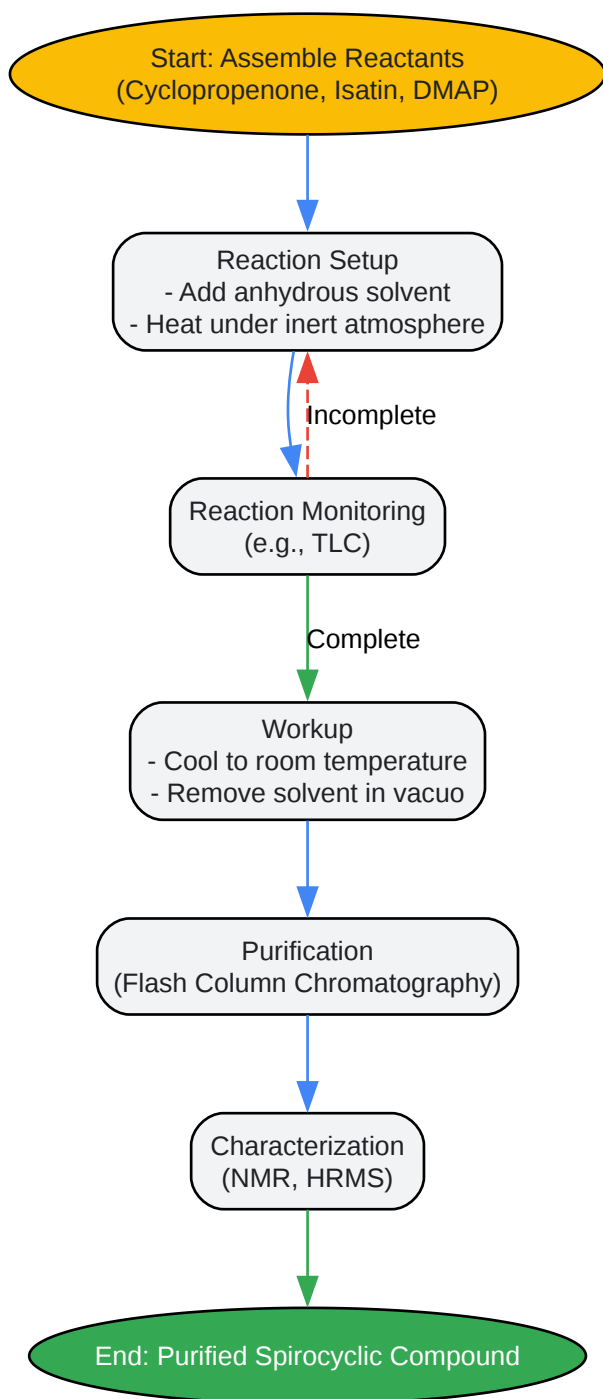 Start: Assemble Reactants
(Cyclopropenone, Isatin, DMAP)
Reaction Setup
- Add anhydrous solvent
- Heat under inert atmosphere
Incomplete
Reaction Monitoring
(e.g., TLC)
Complete
Workup
- Cool to room temperature
- Remove solvent in vacuo
Purification
(Flash Column Chromatography)
Characterization
(NMR, HRMS)
End: Purified Spirocyclic Compound